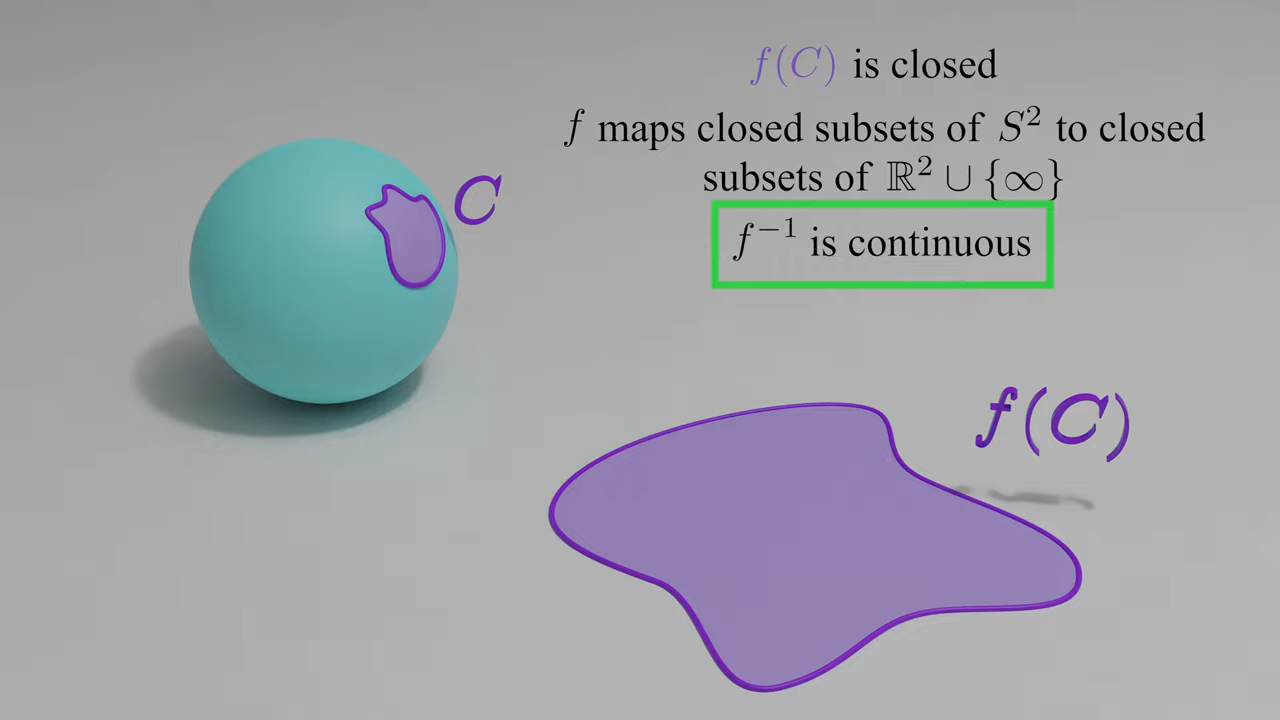 f(C) is closed
f maps closed subsets of S² to closed
subsets of ℝ² ∪ {∞}
C
f⁻¹ is continuous
f(C)